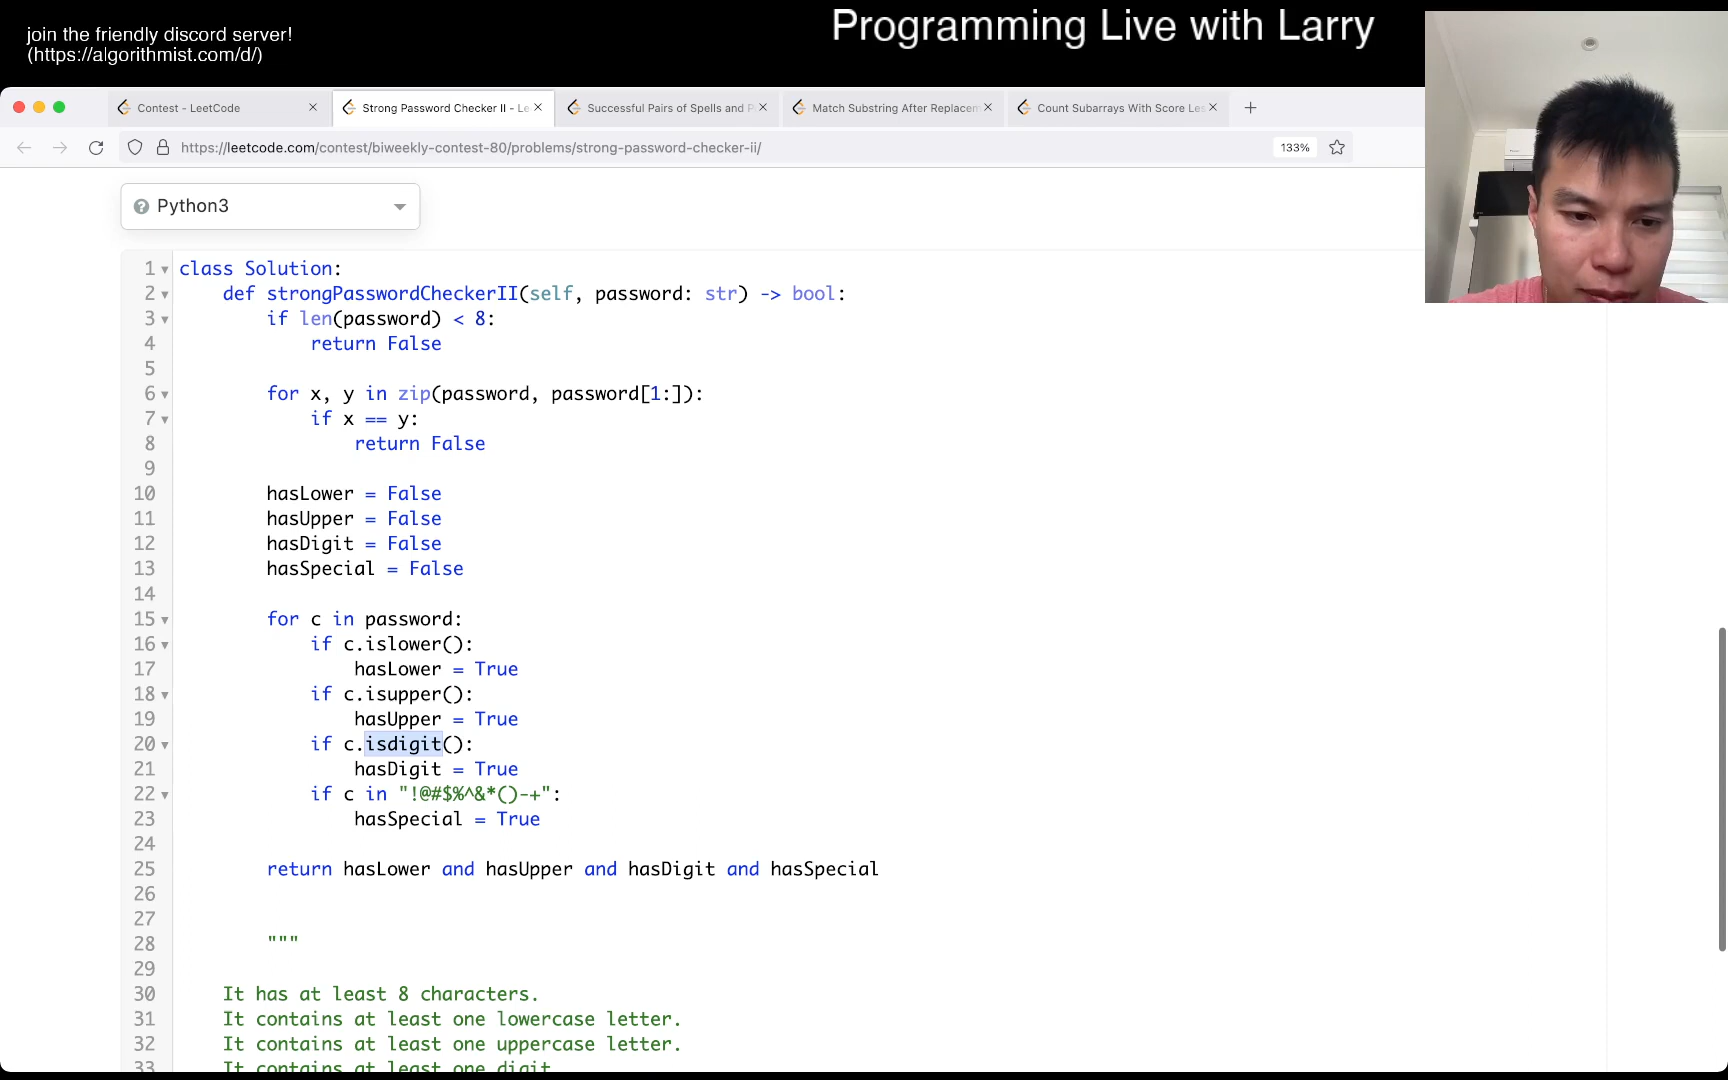 join the friendly discord server!
(https://algorithmist.com/d/)
Programming Live with Larry
Contest - LeetCode
Strong Password Checker II - Le
Successful Pairs of Spells and P
Match Substring After Replacem
Count Subarrays With Score Les
https://leetcode.com/contest/biweekly-contest-80/problems/strong-password-checker-ii/
133%
Python3
1 class Solution:
2 def strongPasswordCheckerII(self, password: str) -> bool:
3 if len(password) < 8:
4 return False
5
6 for x, y in zip(password, password[1:]):
7 if x == y:
8 return False
9
10 hasLower = False
11 hasUpper = False
12 hasDigit = False
13 hasSpecial = False
14
15 for c in password:
16 if c.islower():
17 hasLower = True
18 if c.isupper():
19 hasUpper = True
20 if c.isdigit():
21 hasDigit = True
22 if c in "!@#$%^&*()-+":
23 hasSpecial = True
24
25 return hasLower and hasUpper and hasDigit and hasSpecial
26
27
28 """
29
30 It has at least 8 characters.
31 It contains at least one lowercase letter.
32 It contains at least one uppercase letter.
33 It contains at least one digit